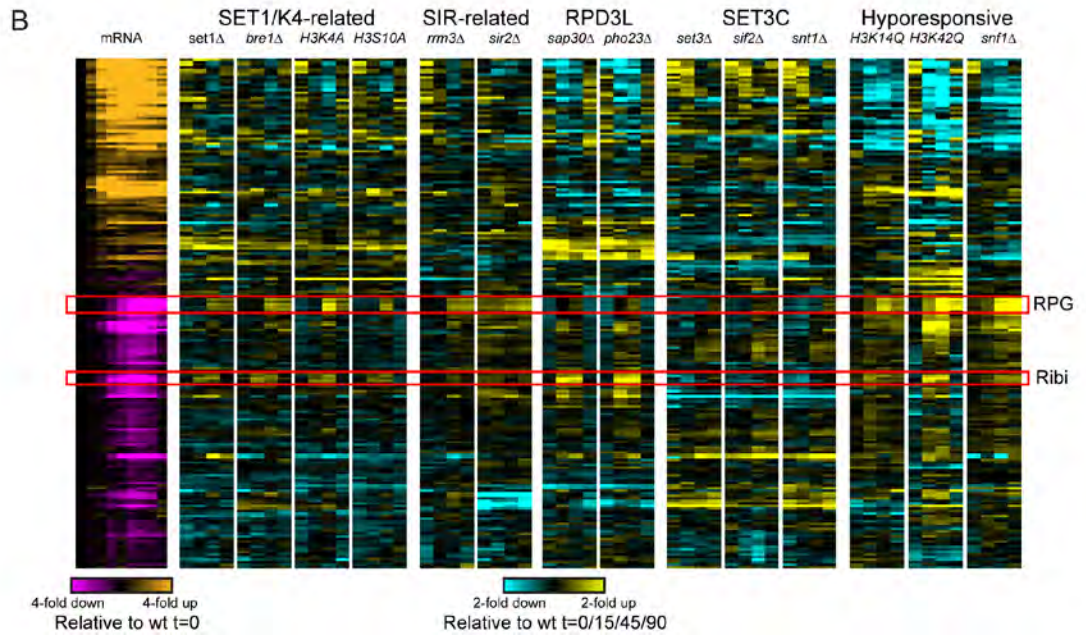 B
SET1/K4-related SIR-related RPD3L SET3C Hyporesponsive
mRNA set1Δ bre1Δ H3K4A H3S10A rrm3Δ sir2Δ sap30Δ pho23Δ set3Δ sif2Δ snt1Δ H3K14Q H3K42Q snf1Δ
RPG
Ribi
4-fold down 4-fold up 2-fold down 2-fold up
Relative to wt t=0 Relative to wt t=0/15/45/90